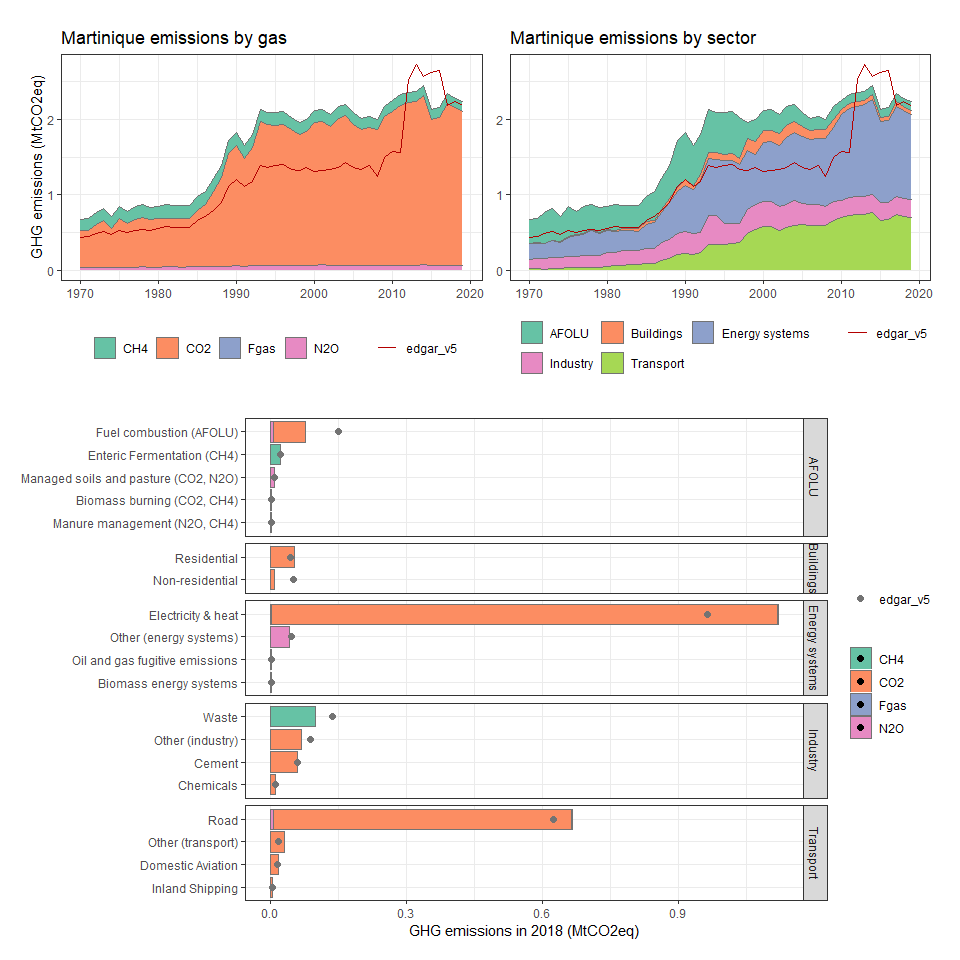 Martinique emissions by gas
GHG emissions (MtCO2eq)
2
1
0
1970 1980 1990 2000 2010 2020
CH4 CO2 Fgas N2O edgar_v5
Martinique emissions by sector
2
1
0
1970 1980 1990 2000 2010 2020
AFOLU Buildings Energy systems edgar_v5
Industry Transport
Fuel combustion (AFOLU)
Enteric Fermentation (CH4)
Managed soils and pasture (CO2, N2O)
Biomass burning (CO2, CH4)
Manure management (N2O, CH4)
AFOLU
Residential
Non-residential
Buildings
Electricity & heat
Other (energy systems)
Oil and gas fugitive emissions
Biomass energy systems
Energy systems
Waste
Other (industry)
Cement
Chemicals
Industry
Road
Other (transport)
Domestic Aviation
Inland Shipping
Transport
0.0 0.3 0.6 0.9
GHG emissions in 2018 (MtCO2eq)
edgar_v5
CH4
CO2
Fgas
N2O